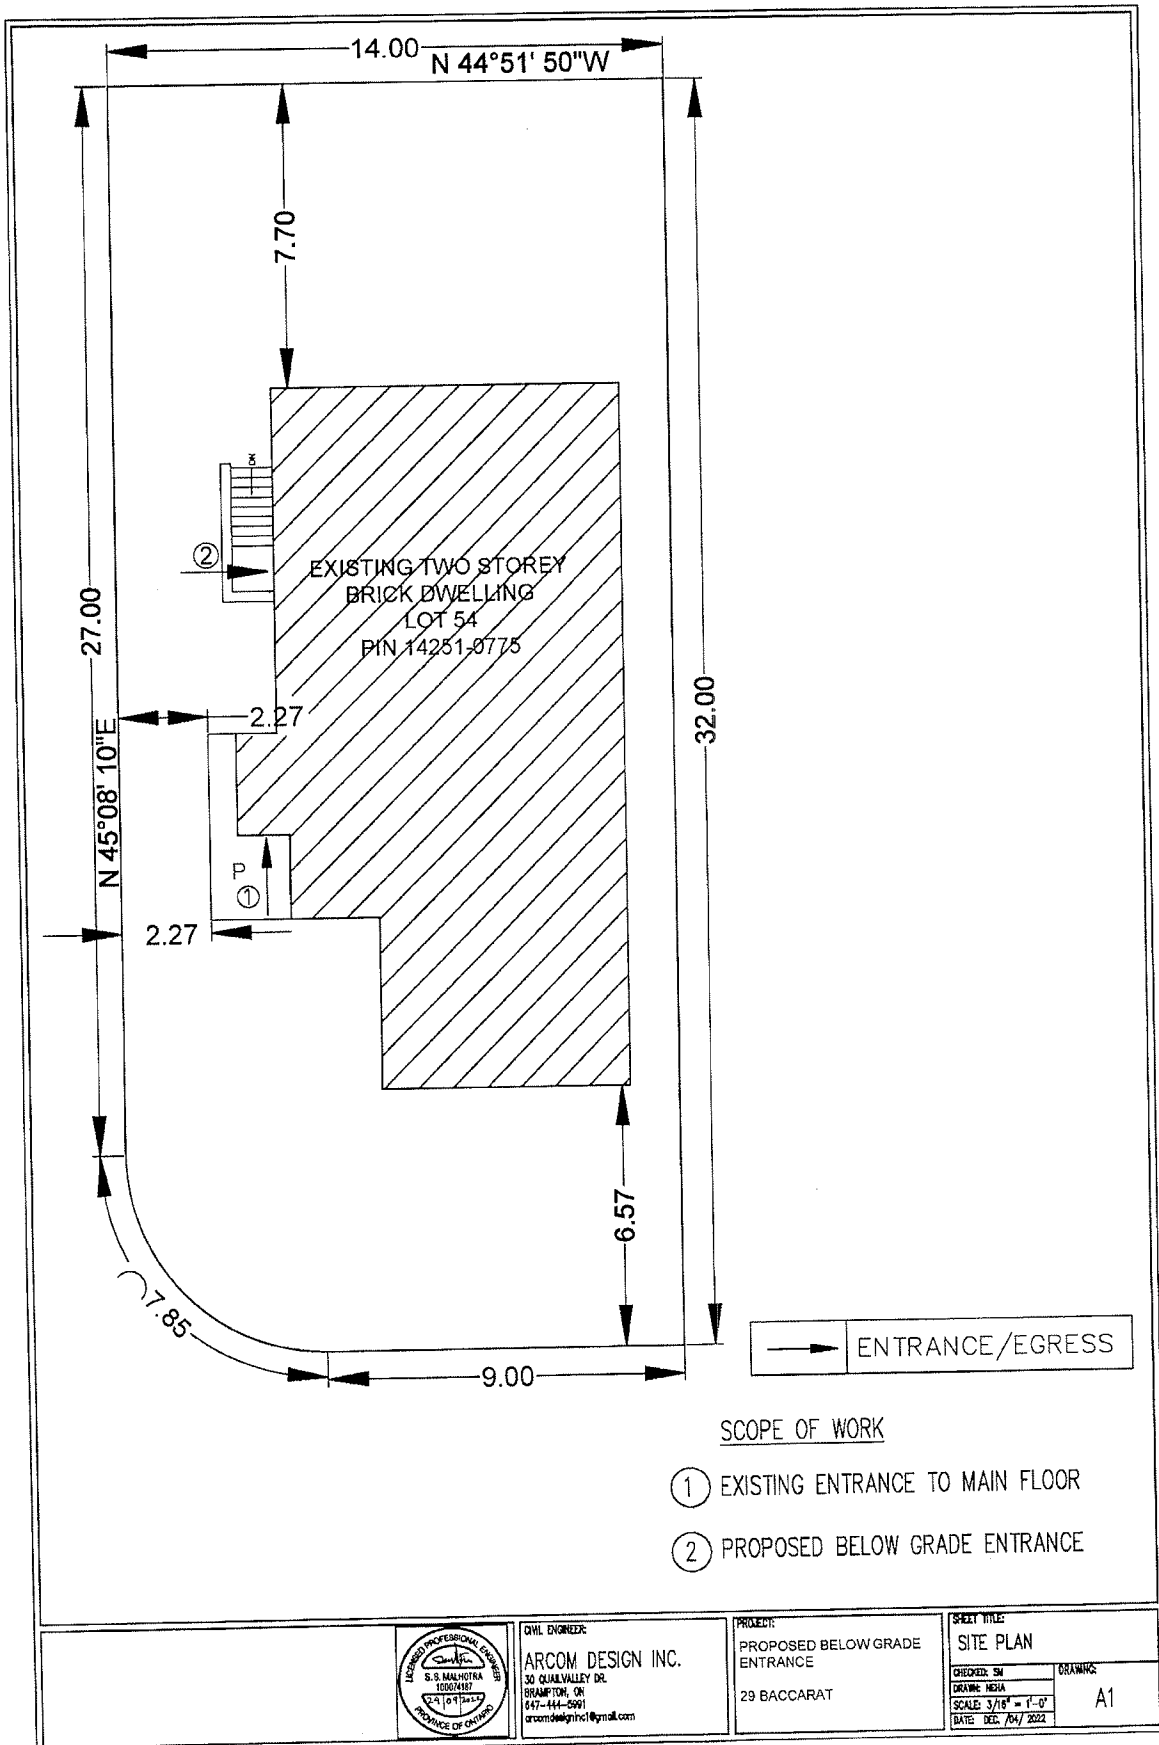 14.00
N 44°51' 50"W
7.70
DN
2
EXISTING TWO STOREY
BRICK DWELLING
LOT 54
PIN 14251-0775
27.00
N 45°08' 10"E
32.00
2.27
P
1
2.27
6.57
7.85
9.00
ENTRANCE/EGRESS
SCOPE OF WORK
1 EXISTING ENTRANCE TO MAIN FLOOR
2 PROPOSED BELOW GRADE ENTRANCE
LICENSED PROFESSIONAL ENGINEER
S. S. MALHOTRA
100074187
PROVINCE OF ONTARIO
CIVIL ENGINEER:
ARCOM DESIGN INC.
30 QUAILVALLEY DR.
BRAMPTON, ON
647-444-5991
arcomdesigninc1@gmail.com
PROJECT:
PROPOSED BELOW GRADE
ENTRANCE
29 BACCARAT
SHEET TITLE:
SITE PLAN
CHECKED: SM
DRAWN: NEHA
SCALE: 3/16" = 1'-0"
DATE: DEC. /04/ 2022
DRAWING:
A1